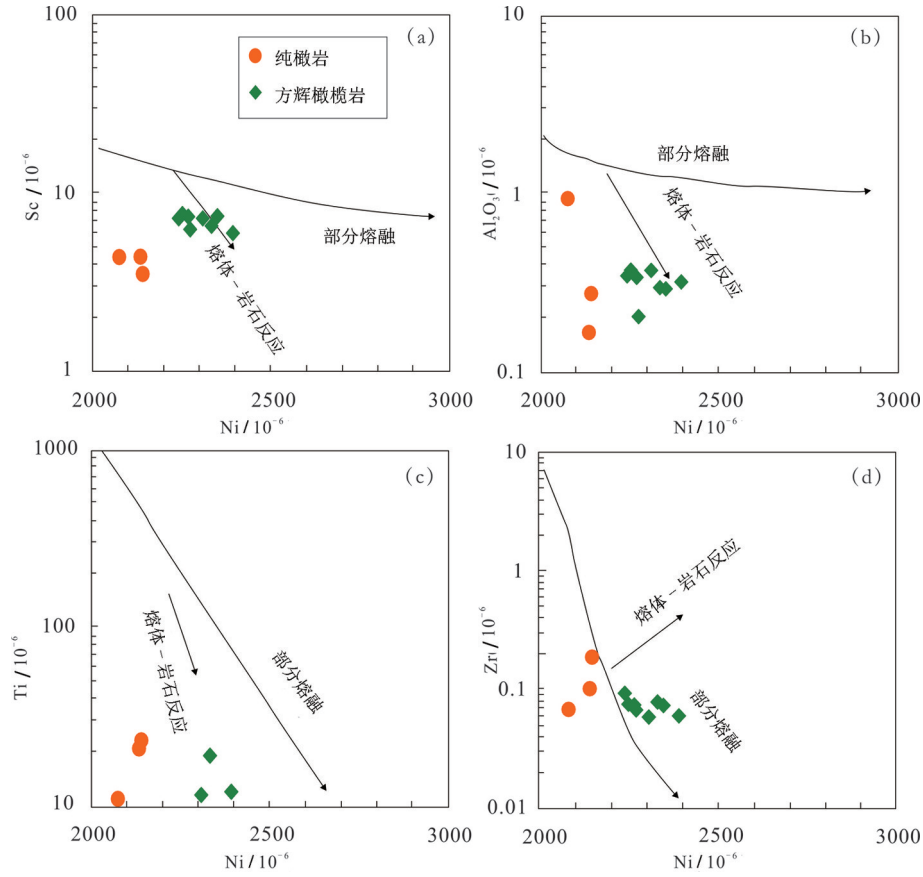 (a)
100
10
1
Sc / 10⁻⁶
纯橄岩
方辉橄榄岩
部分熔融
熔体-岩石反应
2000 2500 3000
Ni / 10⁻⁶
(b)
10
1
0.1
Al₂O₃ / 10⁻⁶
部分熔融
熔体-岩石反应
2000 2500 3000
Ni / 10⁻⁶
(c)
1000
100
10
Ti / 10⁻⁶
熔体-岩石反应
部分熔融
2000 2500 3000
Ni / 10⁻⁶
(d)
10
1
0.1
0.01
Zr / 10⁻⁶
熔体-岩石反应
部分熔融
2000 2500 3000
Ni / 10⁻⁶